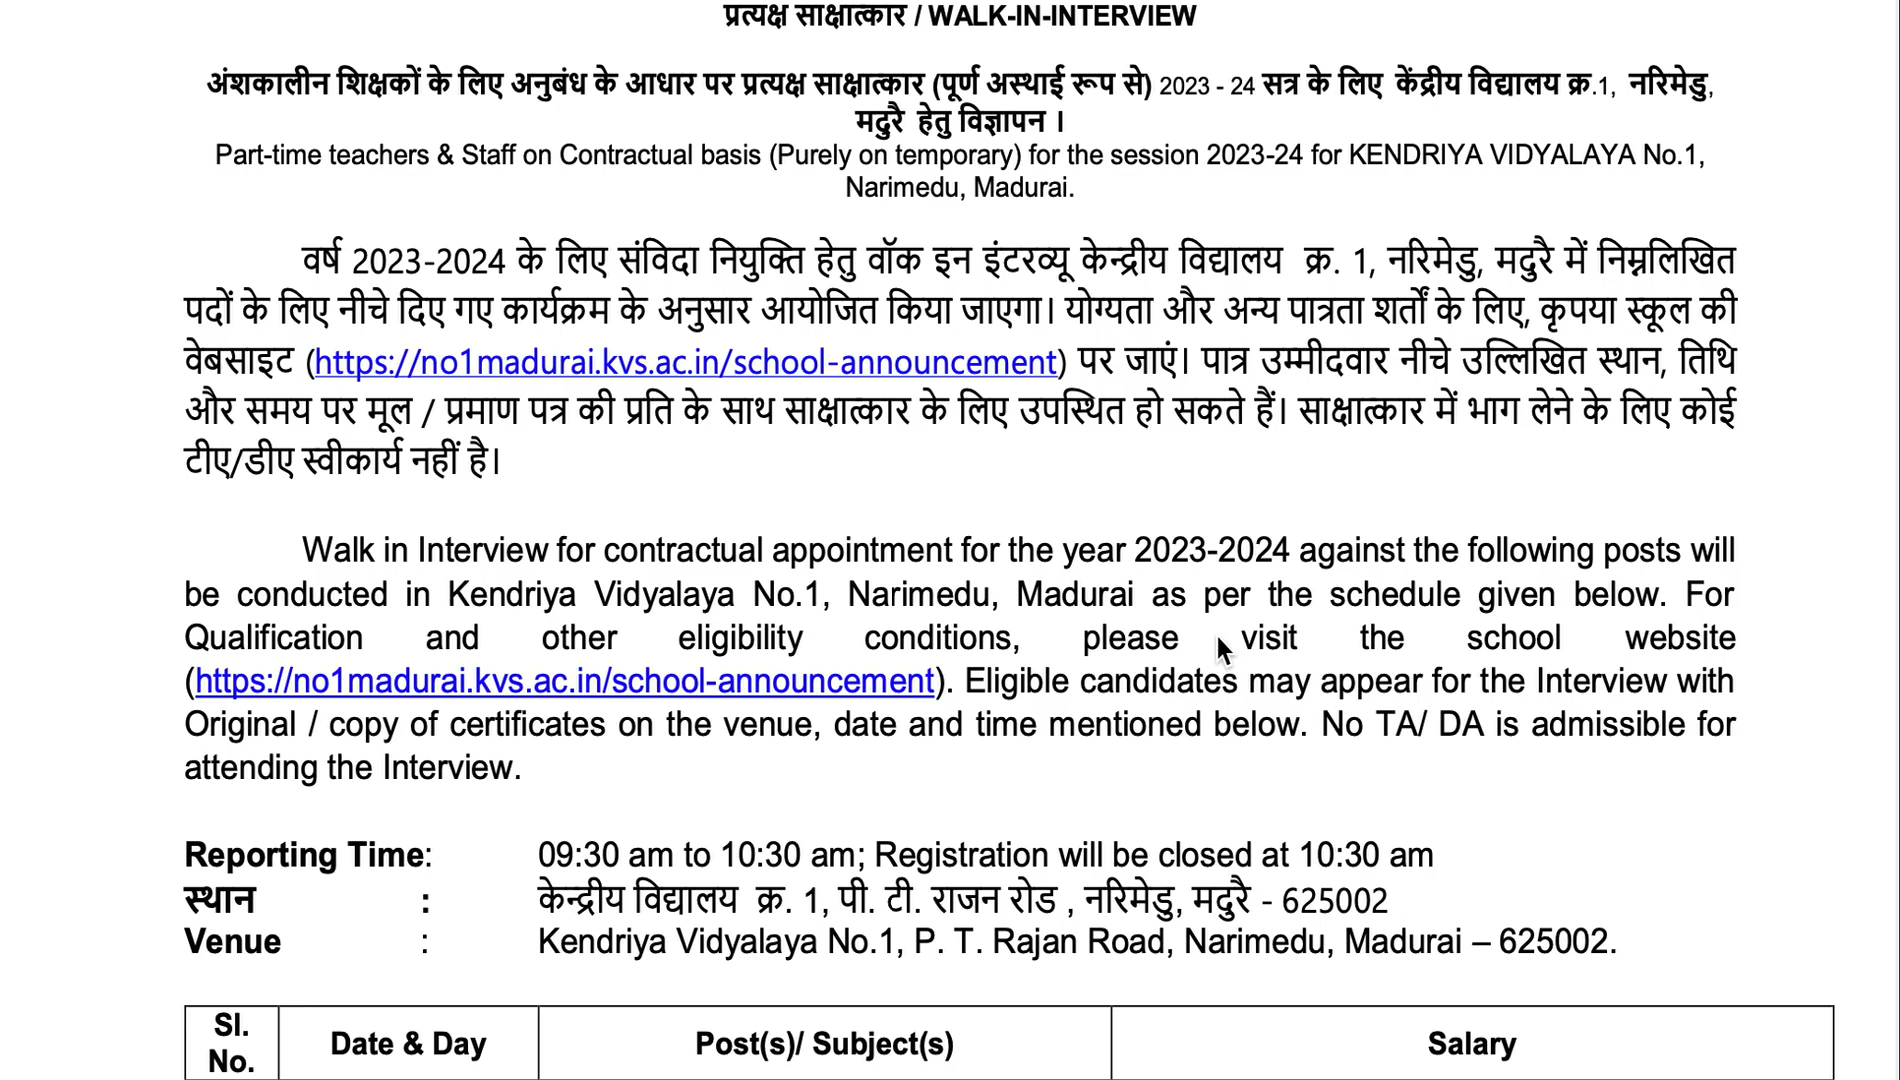 प्रत्यक्ष साक्षात्कार / WALK-IN-INTERVIEW
अंशकालीन शिक्षकों के लिए अनुबंध के आधार पर प्रत्यक्ष साक्षात्कार (पूर्ण अस्थाई रूप से) 2023 - 24 सत्र के लिए केंद्रीय विद्यालय क्र.1, नरिमेडु,
मदुरै हेतु विज्ञापन ।
Part-time teachers & Staff on Contractual basis (Purely on temporary) for the session 2023-24 for KENDRIYA VIDYALAYA No.1,
Narimedu, Madurai.
वर्ष 2023-2024 के लिए संविदा नियुक्ति हेतु वॉक इन इंटरव्यू केन्द्रीय विद्यालय क्र. 1, नरिमेडु, मदुरै में निम्नलिखित
पदों के लिए नीचे दिए गए कार्यक्रम के अनुसार आयोजित किया जाएगा। योग्यता और अन्य पात्रता शर्तों के लिए, कृपया स्कूल की
वेबसाइट (https://no1madurai.kvs.ac.in/school-announcement) पर जाएं। पात्र उम्मीदवार नीचे उल्लिखित स्थान, तिथि
और समय पर मूल / प्रमाण पत्र की प्रति के साथ साक्षात्कार के लिए उपस्थित हो सकते हैं। साक्षात्कार में भाग लेने के लिए कोई
टीए/डीए स्वीकार्य नहीं है।
Walk in Interview for contractual appointment for the year 2023-2024 against the following posts will
be conducted in Kendriya Vidyalaya No.1, Narimedu, Madurai as per the schedule given below. For
Qualification and other eligibility conditions, please visit the school website
(https://no1madurai.kvs.ac.in/school-announcement). Eligible candidates may appear for the Interview with
Original / copy of certificates on the venue, date and time mentioned below. No TA/ DA is admissible for
attending the Interview.
Reporting Time: 09:30 am to 10:30 am; Registration will be closed at 10:30 am
स्थान : केन्द्रीय विद्यालय क्र. 1, पी. टी. राजन रोड , नरिमेडु, मदुरै - 625002
Venue : Kendriya Vidyalaya No.1, P. T. Rajan Road, Narimedu, Madurai – 625002.
Sl. No. Date & Day Post(s)/ Subject(s) Salary